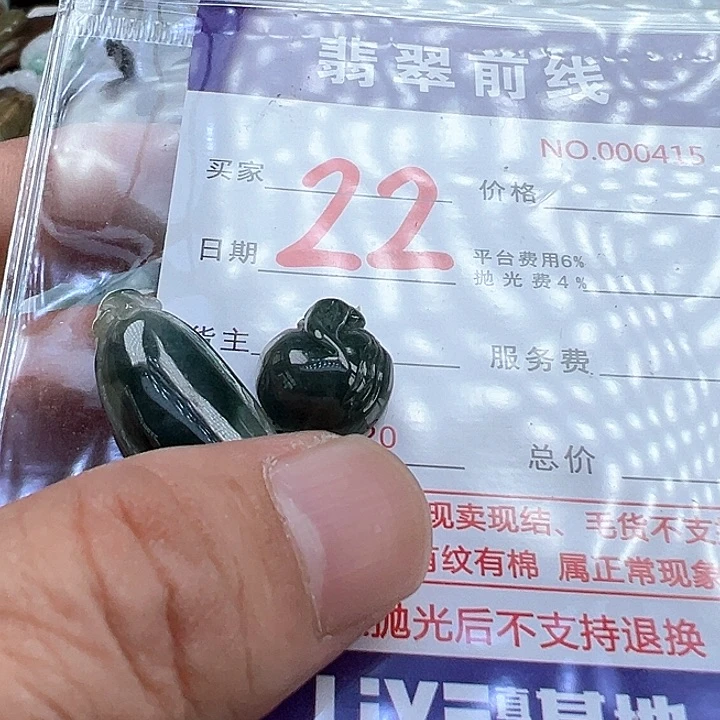 翡翠前线
NO.000415
买家 22 价格
日期 平台费用6%
抛光费4%
货主 服务费
20 总价
现卖现结、毛货不支
有纹有棉 属正常现象
抛光后不支持退换